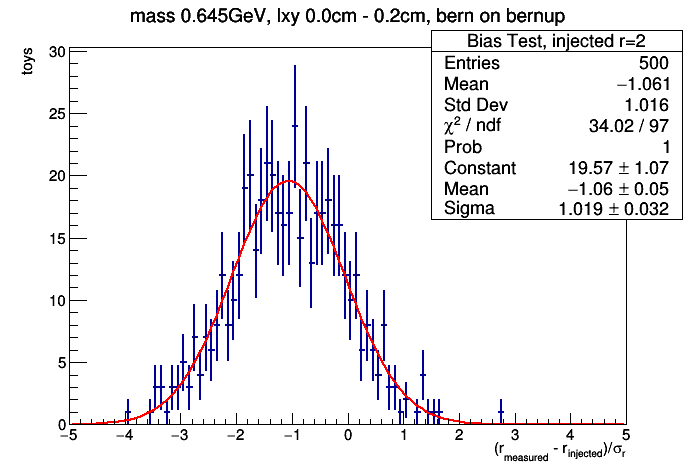 mass 0.645GeV, lxy 0.0cm - 0.2cm, bern on bernup
Bias Test, injected r=2
Entries 500
Mean −1.061
Std Dev 1.016
χ² / ndf 34.02 / 97
Prob 1
Constant 19.57 ± 1.07
Mean −1.06 ± 0.05
Sigma 1.019 ± 0.032
toys
30
25
20
15
10
5
0
−5 −4 −3 −2 −1 0 1 2 3 4 5
(r_measured - r_injected)/σ_r